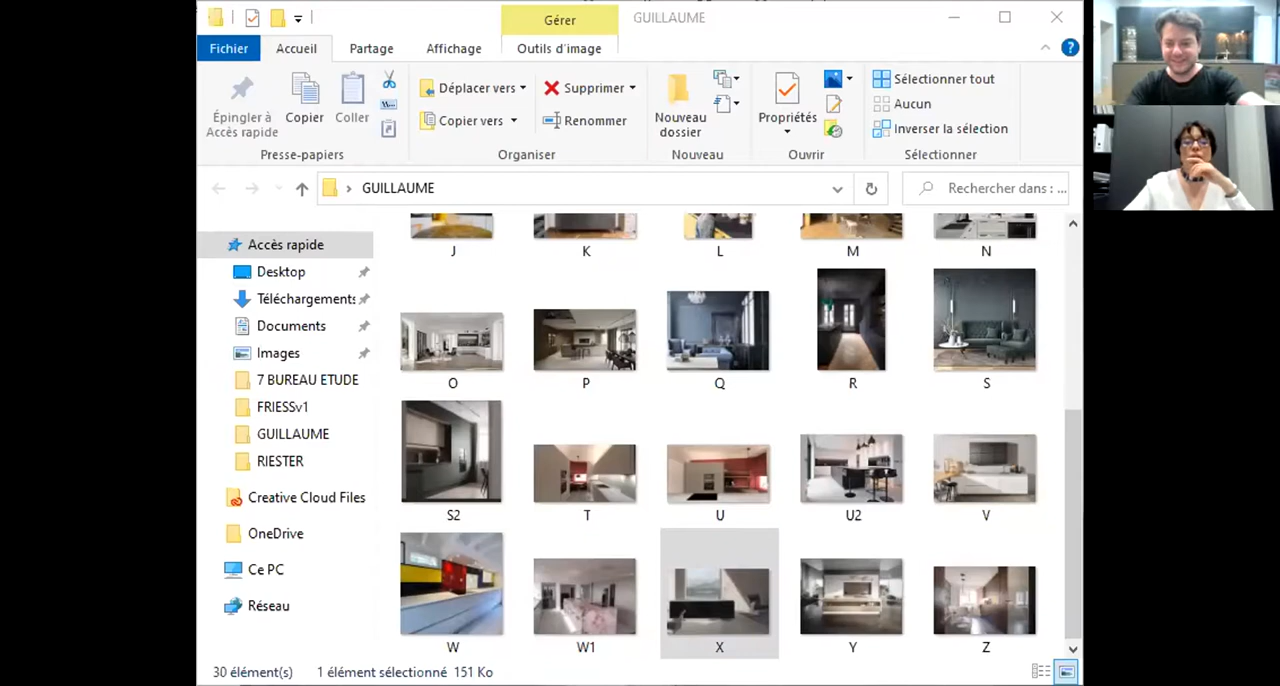 Gérer
GUILLAUME
Fichier
Accueil
Partage
Affichage
Outils d'image
?
Épingler à
Accès rapide
Copier
Coller
Déplacer vers
Copier vers
Supprimer
Renommer
Nouveau
dossier
Propriétés
Sélectionner tout
Aucun
Inverser la sélection
Presse-papiers
Organiser
Nouveau
Ouvrir
Sélectionner
GUILLAUME
Rechercher dans : ...
Accès rapide
Desktop
Téléchargements
Documents
Images
7 BUREAU ETUDE
FRIESSv1
GUILLAUME
RIESTER
Creative Cloud Files
OneDrive
Ce PC
Réseau
J
K
L
M
N
O
P
Q
R
S
S2
T
U
U2
V
W
W1
X
Y
Z
30 élément(s)
1 élément sélectionné 151 Ko